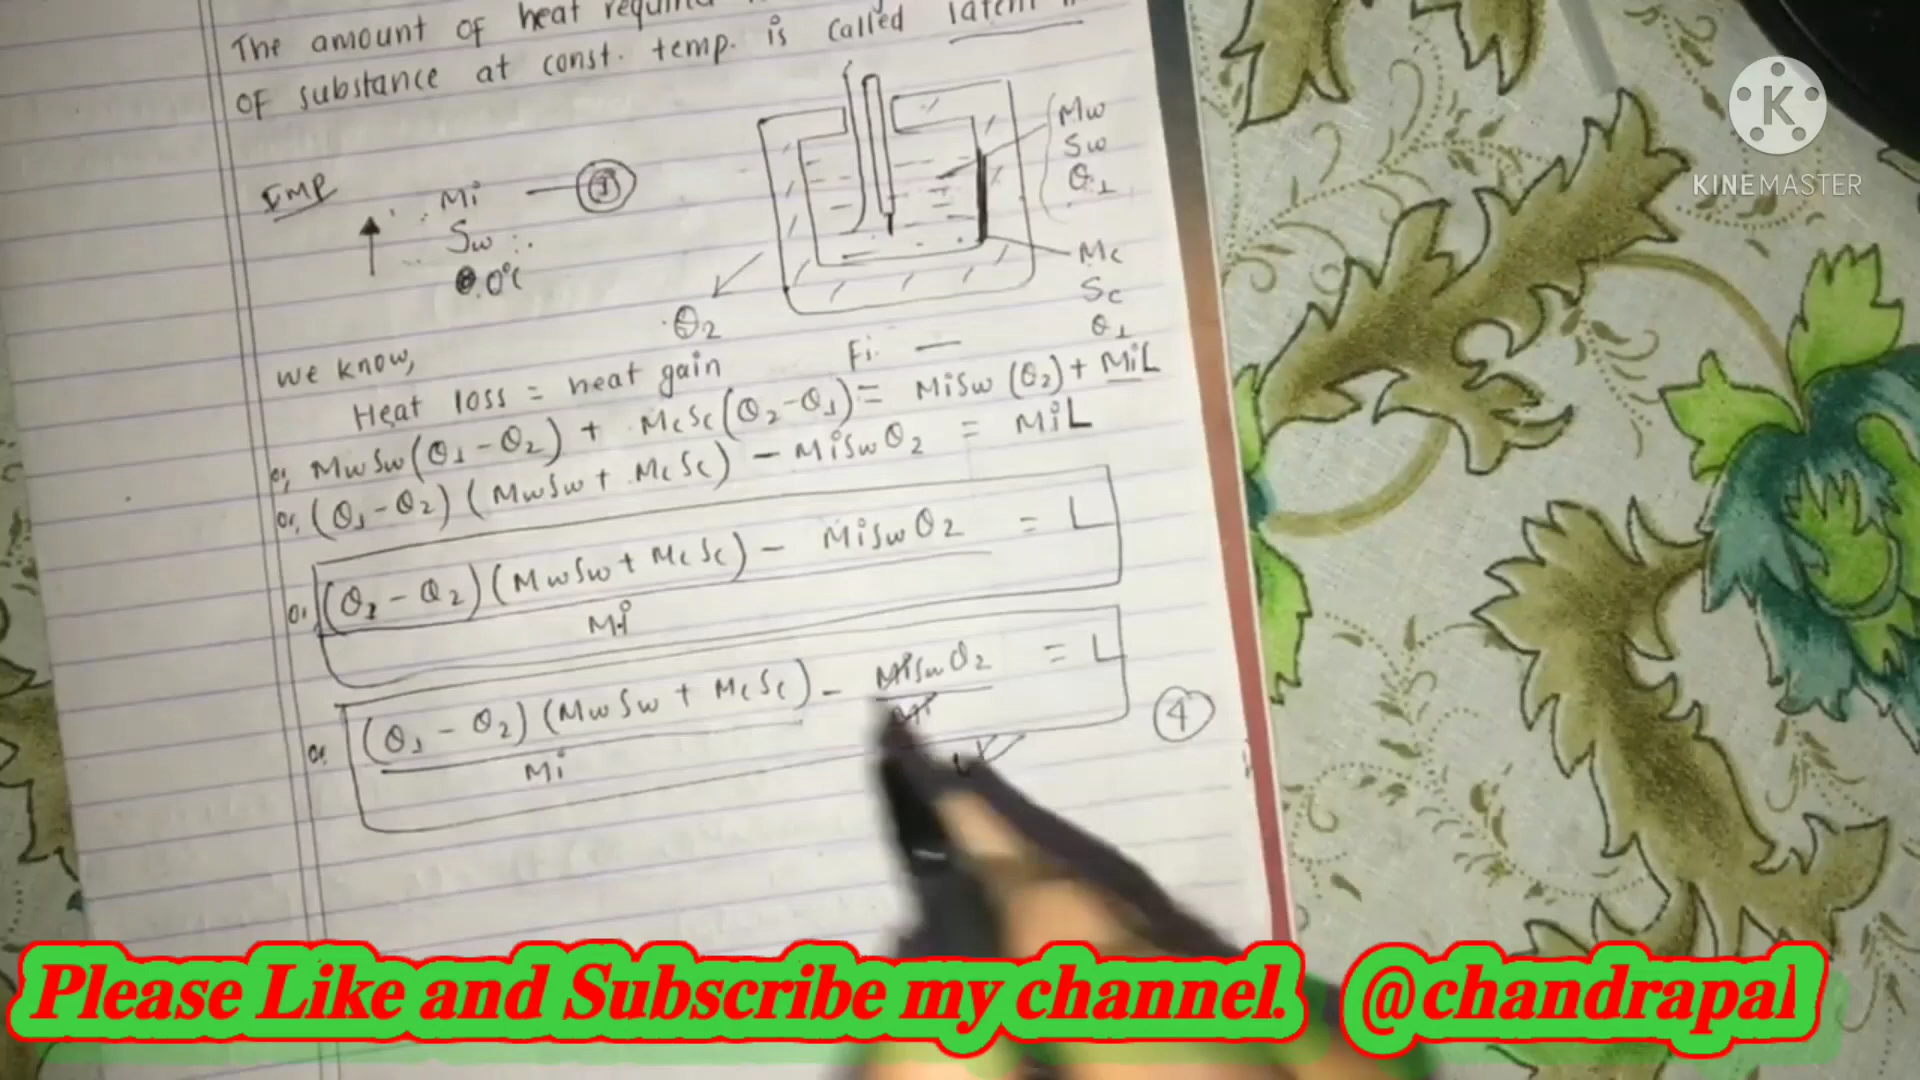 The amount of heat
of substance at const. temp. is called latent
IMP
Mi — 1
Sw
0°C
Mw
Sw
θ1
Mc
Sc
θ1
θ2
we know,
Fi. —
Heat loss = heat gain
or, MwSw(θ1-θ2) + McSc(θ2-θ1) = MiSw(θ2) + MiL
or, (θ1-θ2)(MwSw + McSc) - MiSwθ2 = MiL
or (θ1-θ2)(MwSw + McSc) - MiSwθ2 = L
Mi
or (θ1-θ2)(MwSw + McSc) - MiSwθ2 = L
Mi Mi
4
K
KINEMASTER
Please Like and Subscribe my channel. @chandrapal